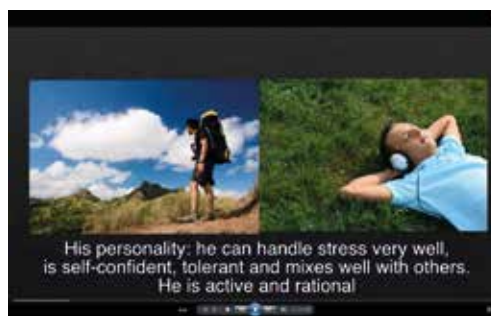 His personality: he can handle stress very well,
is self-confident, tolerant and mixes well with others.
He is active and rational